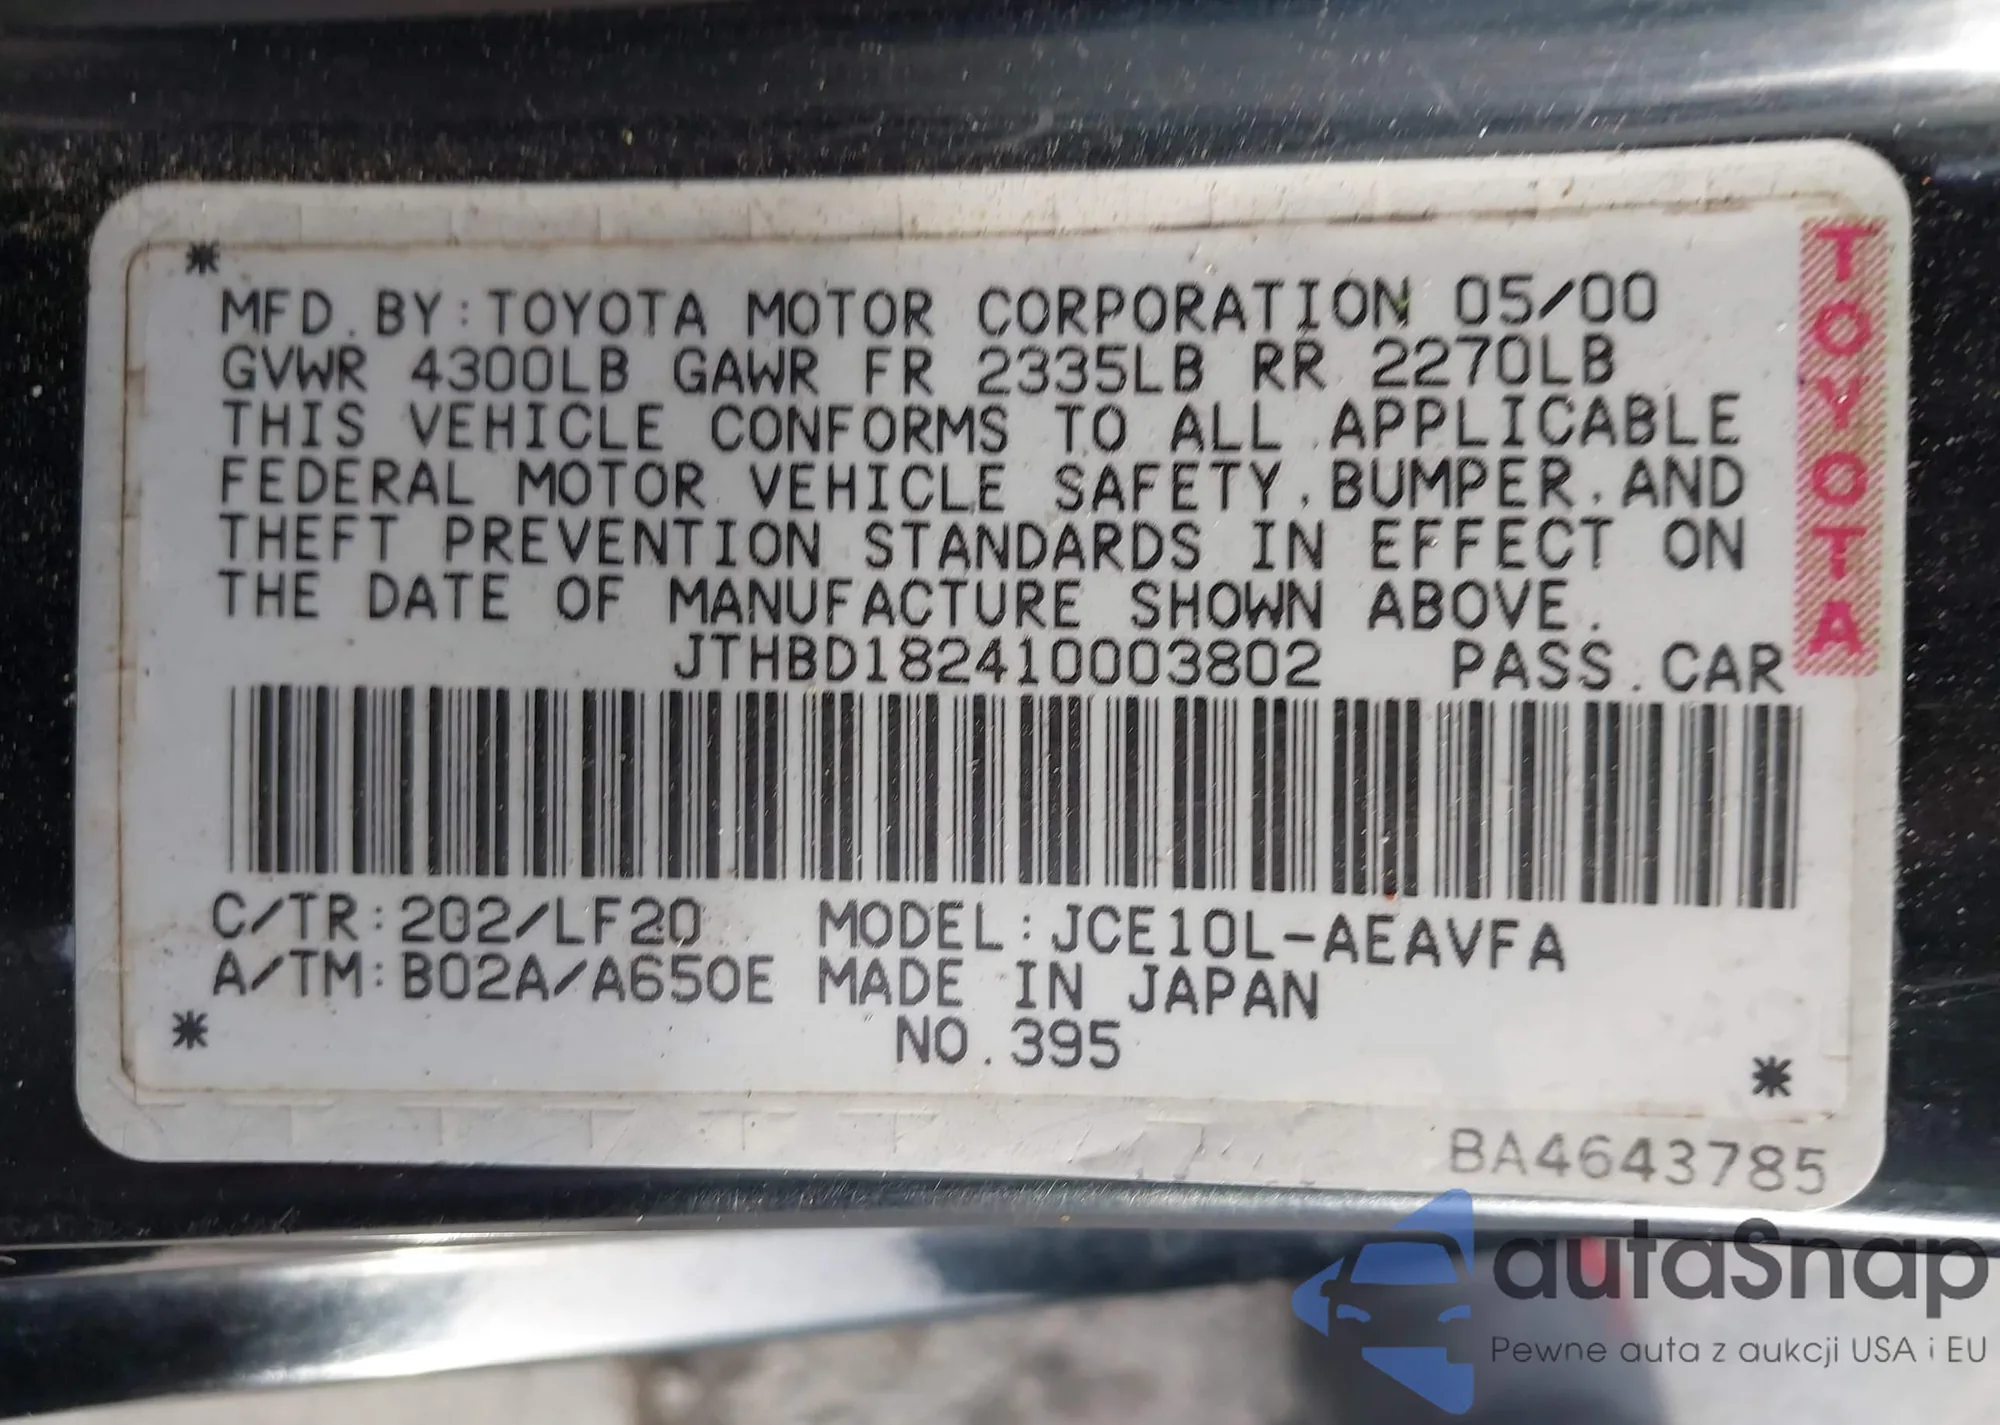 *
MFD.BY:TOYOTA MOTOR CORPORATION 05/00
GVWR 4300LB GAWR FR 2335LB RR 2270LB
THIS VEHICLE CONFORMS TO ALL APPLICABLE
FEDERAL MOTOR VEHICLE SAFETY,BUMPER,AND
THEFT PREVENTION STANDARDS IN EFFECT ON
THE DATE OF MANUFACTURE SHOWN ABOVE.
JTHBD182410003802 PASS.CAR
TOYOTA
C/TR:202/LF20 MODEL:JCE10L-AEAVFA
A/TM:B02A/A650E MADE IN JAPAN
* NO.395 *
BA4643785
autaSnap
Pewne auta z aukcji USA i EU